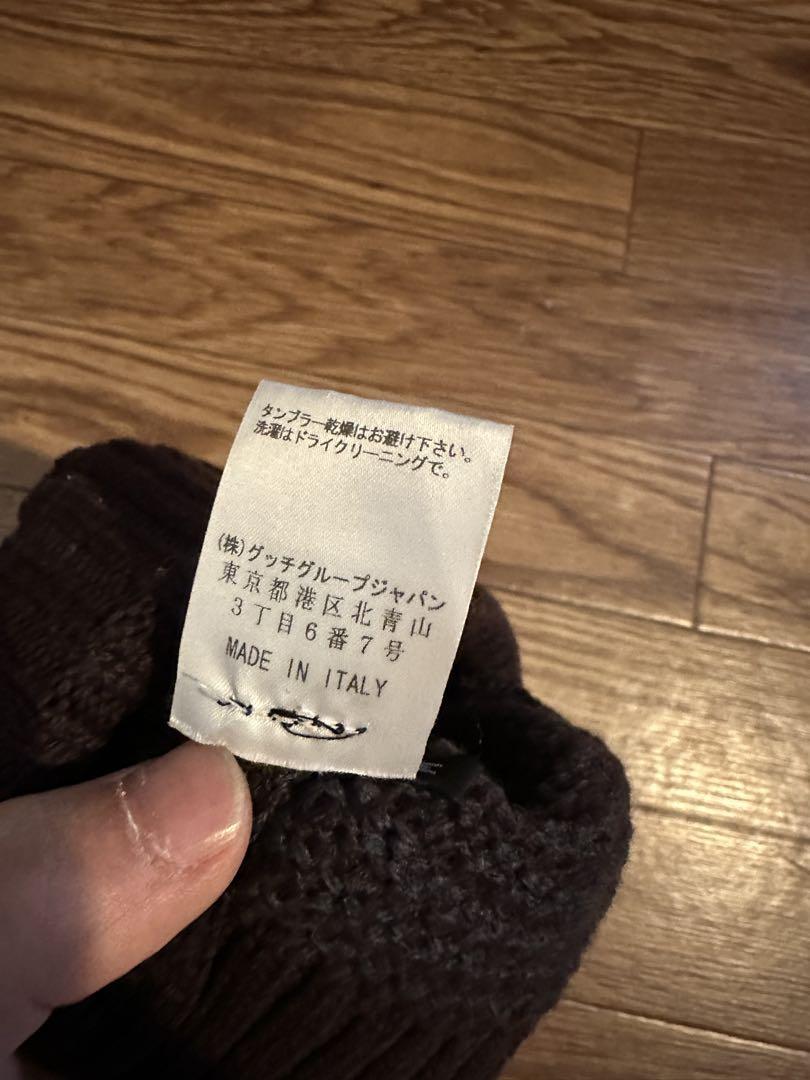 タンブラー乾燥はお避け下さい。
洗濯はドライクリーニングで。
(株)グッチグループジャパン
東京都港区北青山
3丁目6番7号
MADE IN ITALY